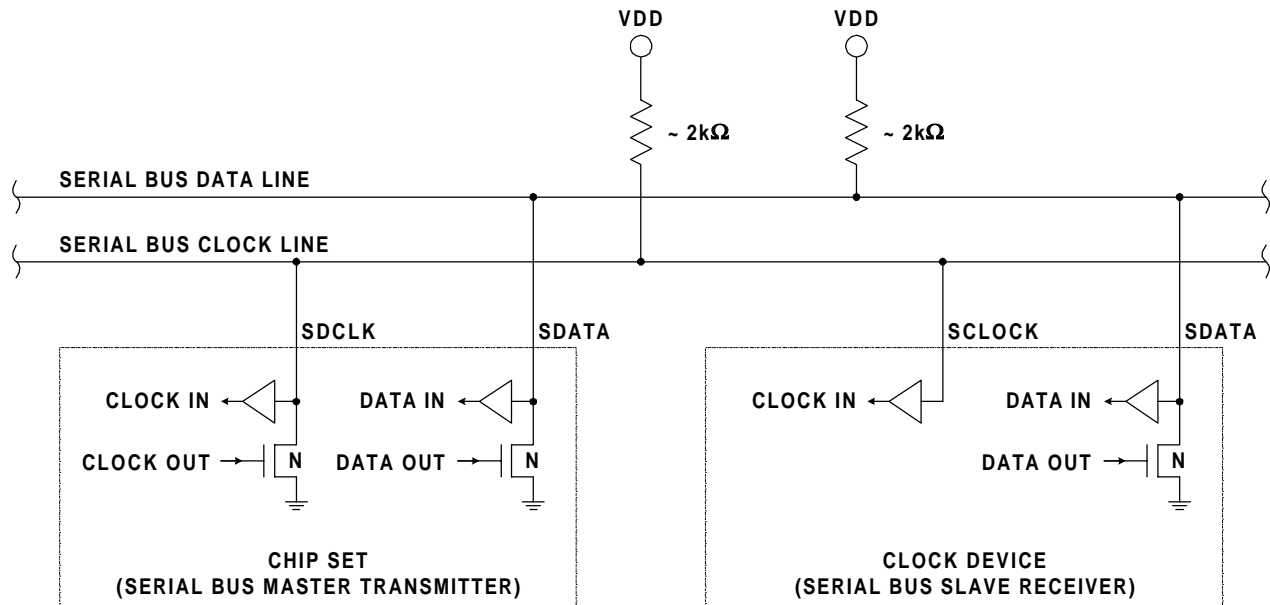 VDD
VDD
~ 2kΩ
~ 2kΩ
SERIAL BUS DATA LINE
SERIAL BUS CLOCK LINE
SDCLK
SDATA
SCLOCK
SDATA
CLOCK IN
DATA IN
CLOCK IN
DATA IN
CLOCK OUT
N
DATA OUT
N
DATA OUT
N
CHIP SET
(SERIAL BUS MASTER TRANSMITTER)
CLOCK DEVICE
(SERIAL BUS SLAVE RECEIVER)